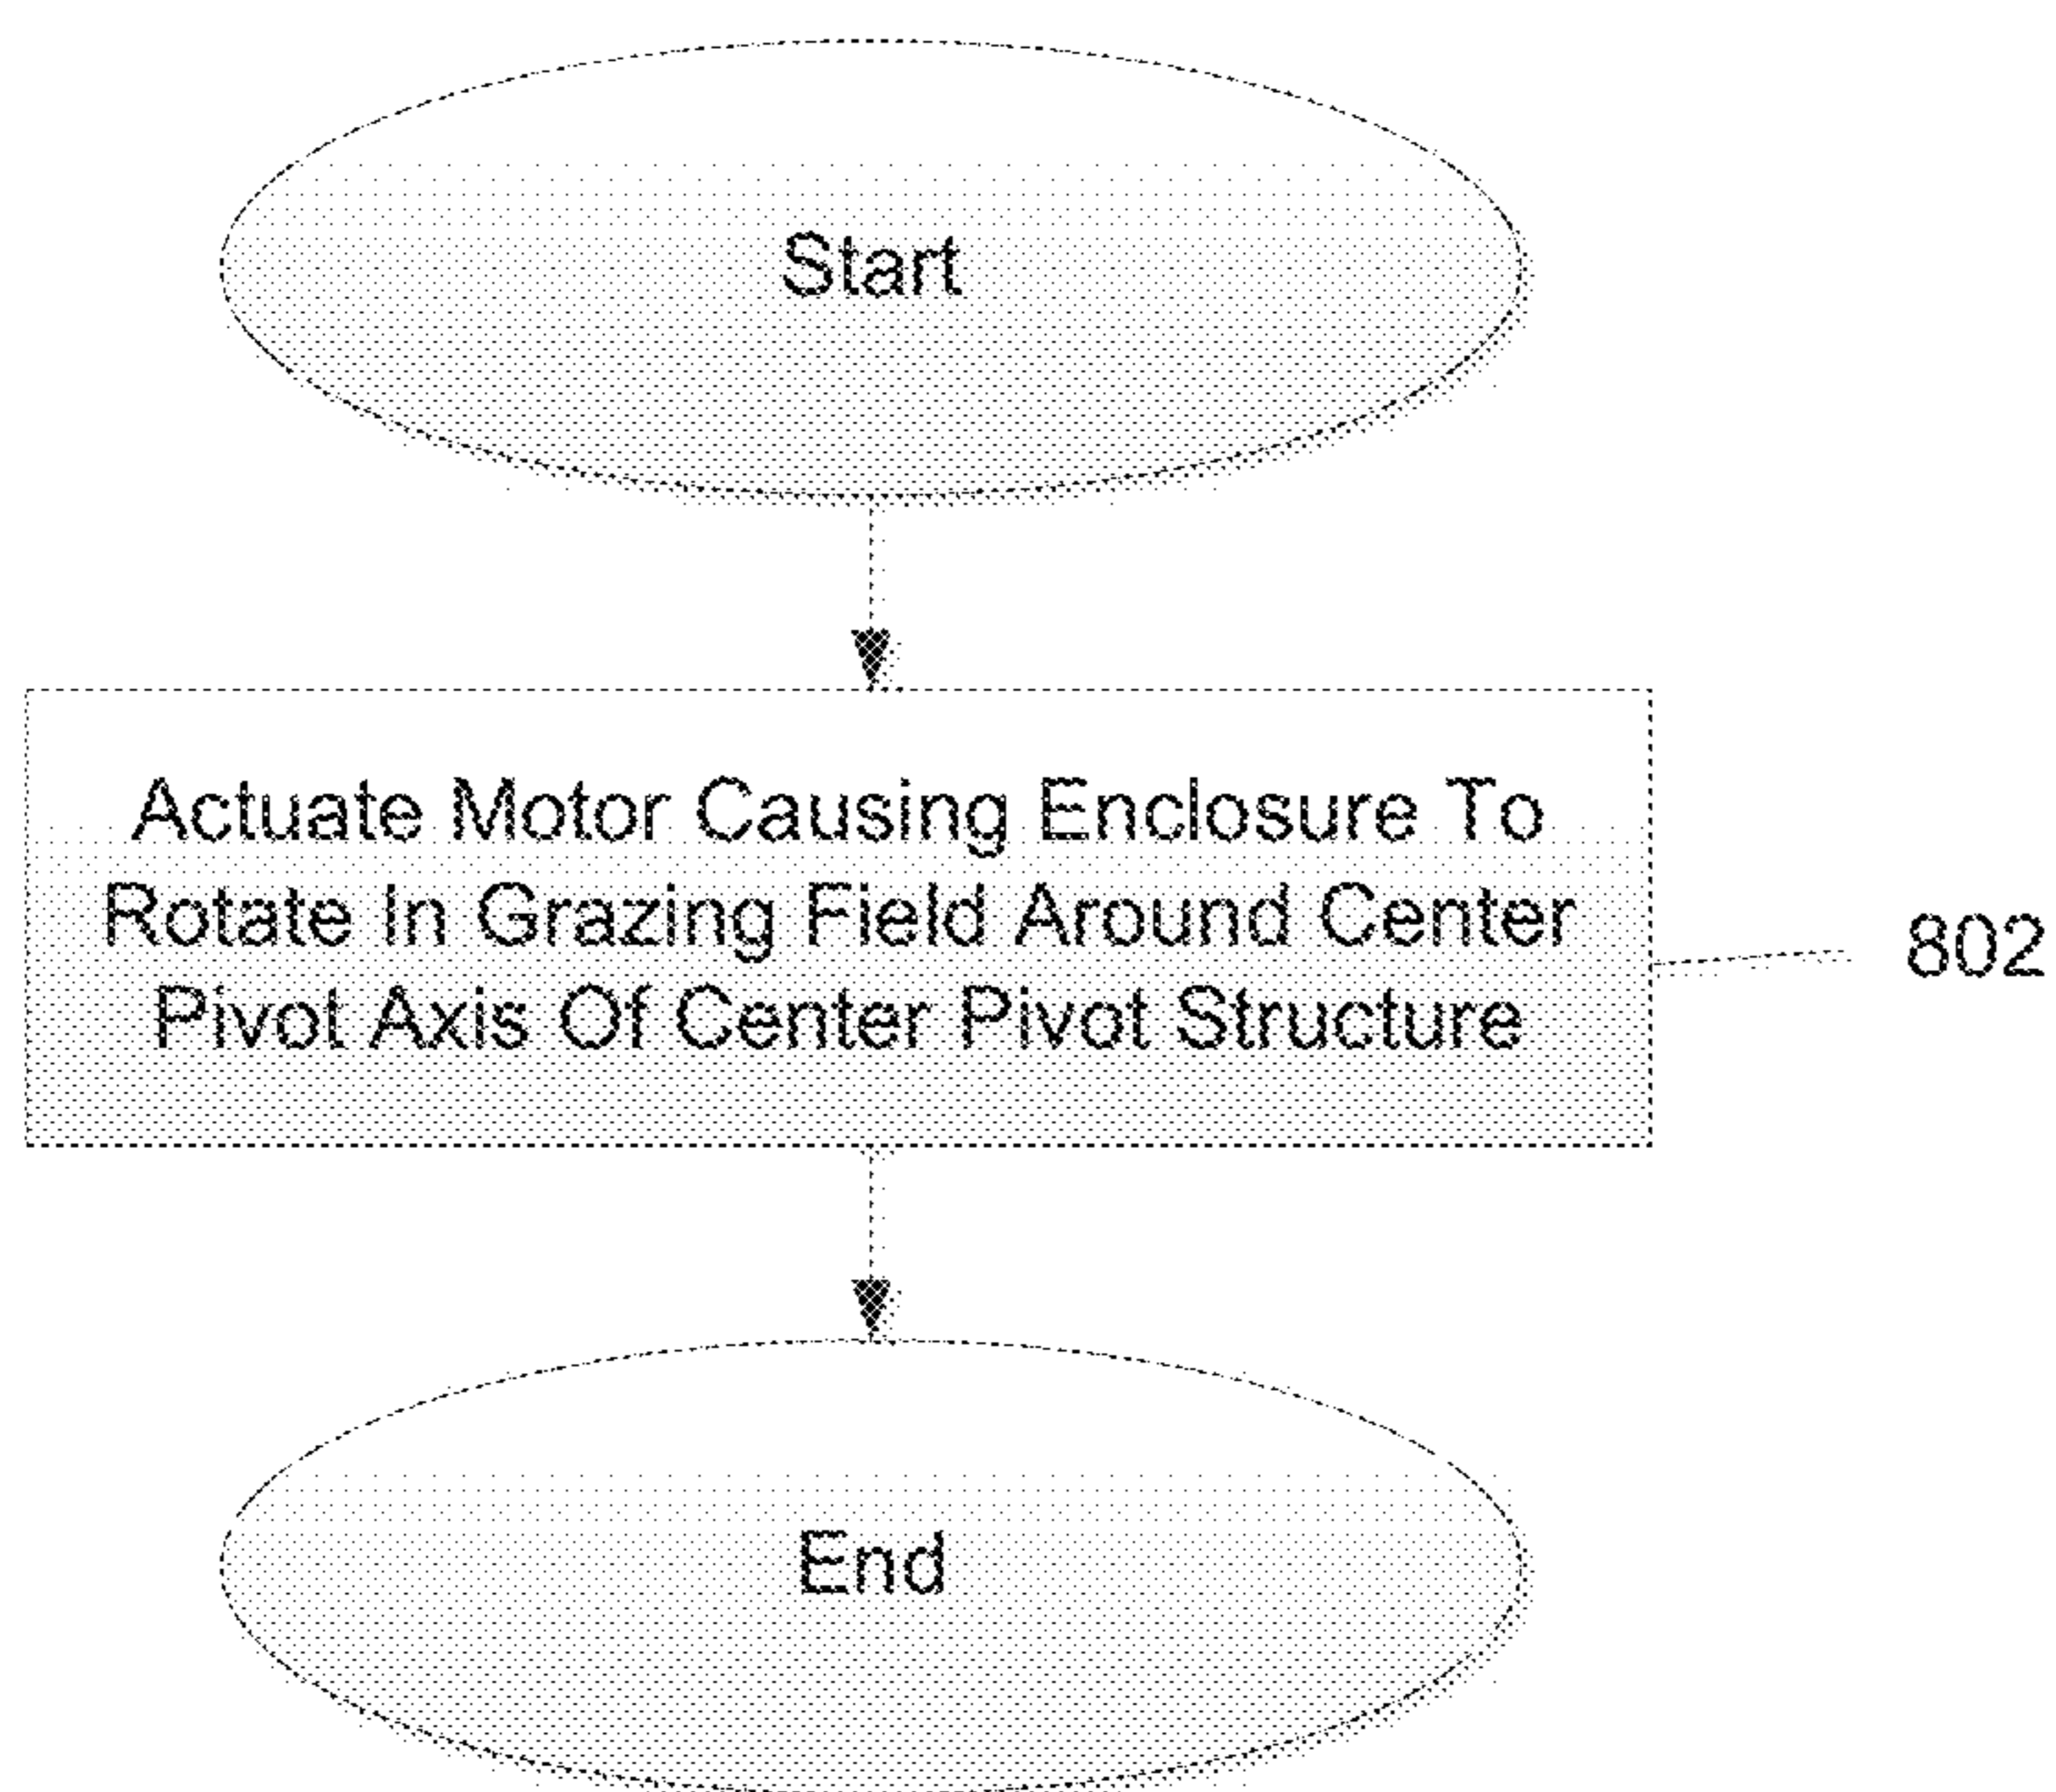 Start
Actuate Motor Causing Enclosure To
Rotate In Grazing Field Around Center
Pivot Axis Of Center Pivot Structure
802
End